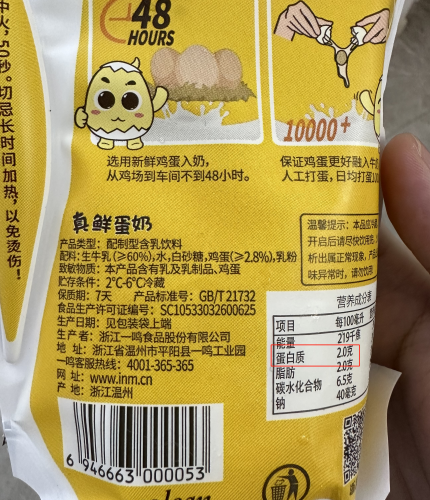 中火，50秒。切忌长时间加热，以免烫伤！
48
HOURS
选用新鲜鸡蛋入奶，
从鸡场到车间不到48小时。
10000+
保证鸡蛋更好融入牛
人工打蛋，日均打蛋10
真鲜蛋奶
产品类型：配制型含乳饮料
配料：生牛乳(≥60%)，水，白砂糖，鸡蛋(≥2.8%)，乳粉
致敏物质：本产品含有乳及乳制品、鸡蛋
贮存条件：2℃-6℃冷藏
保质期：7天 产品标准号：GB/T 21732
食品生产许可证编号：SC10533032600625
生产日期：见包装袋上端
生产商：浙江一鸣食品股份有限公司
地 址：浙江省温州市平阳县一鸣工业园
一鸣客服热线：4001-365-365
网 址：www.inm.cn
产 地：浙江温州
6 946663 000053
温馨提示：本产品
开启后请尽快饮用
析出属正常现象，产品
味异常时，请勿饮用
营养成分表
项目 每100毫升
能量 219千焦
蛋白质 2.0克
脂肪 2.0克
碳水化合物 6.5克
钠 40毫克